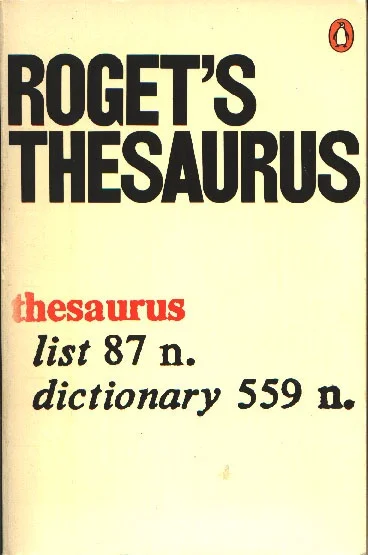 ROGET'S
THESAURUS
thesaurus
list 87 n.
dictionary 559 n.